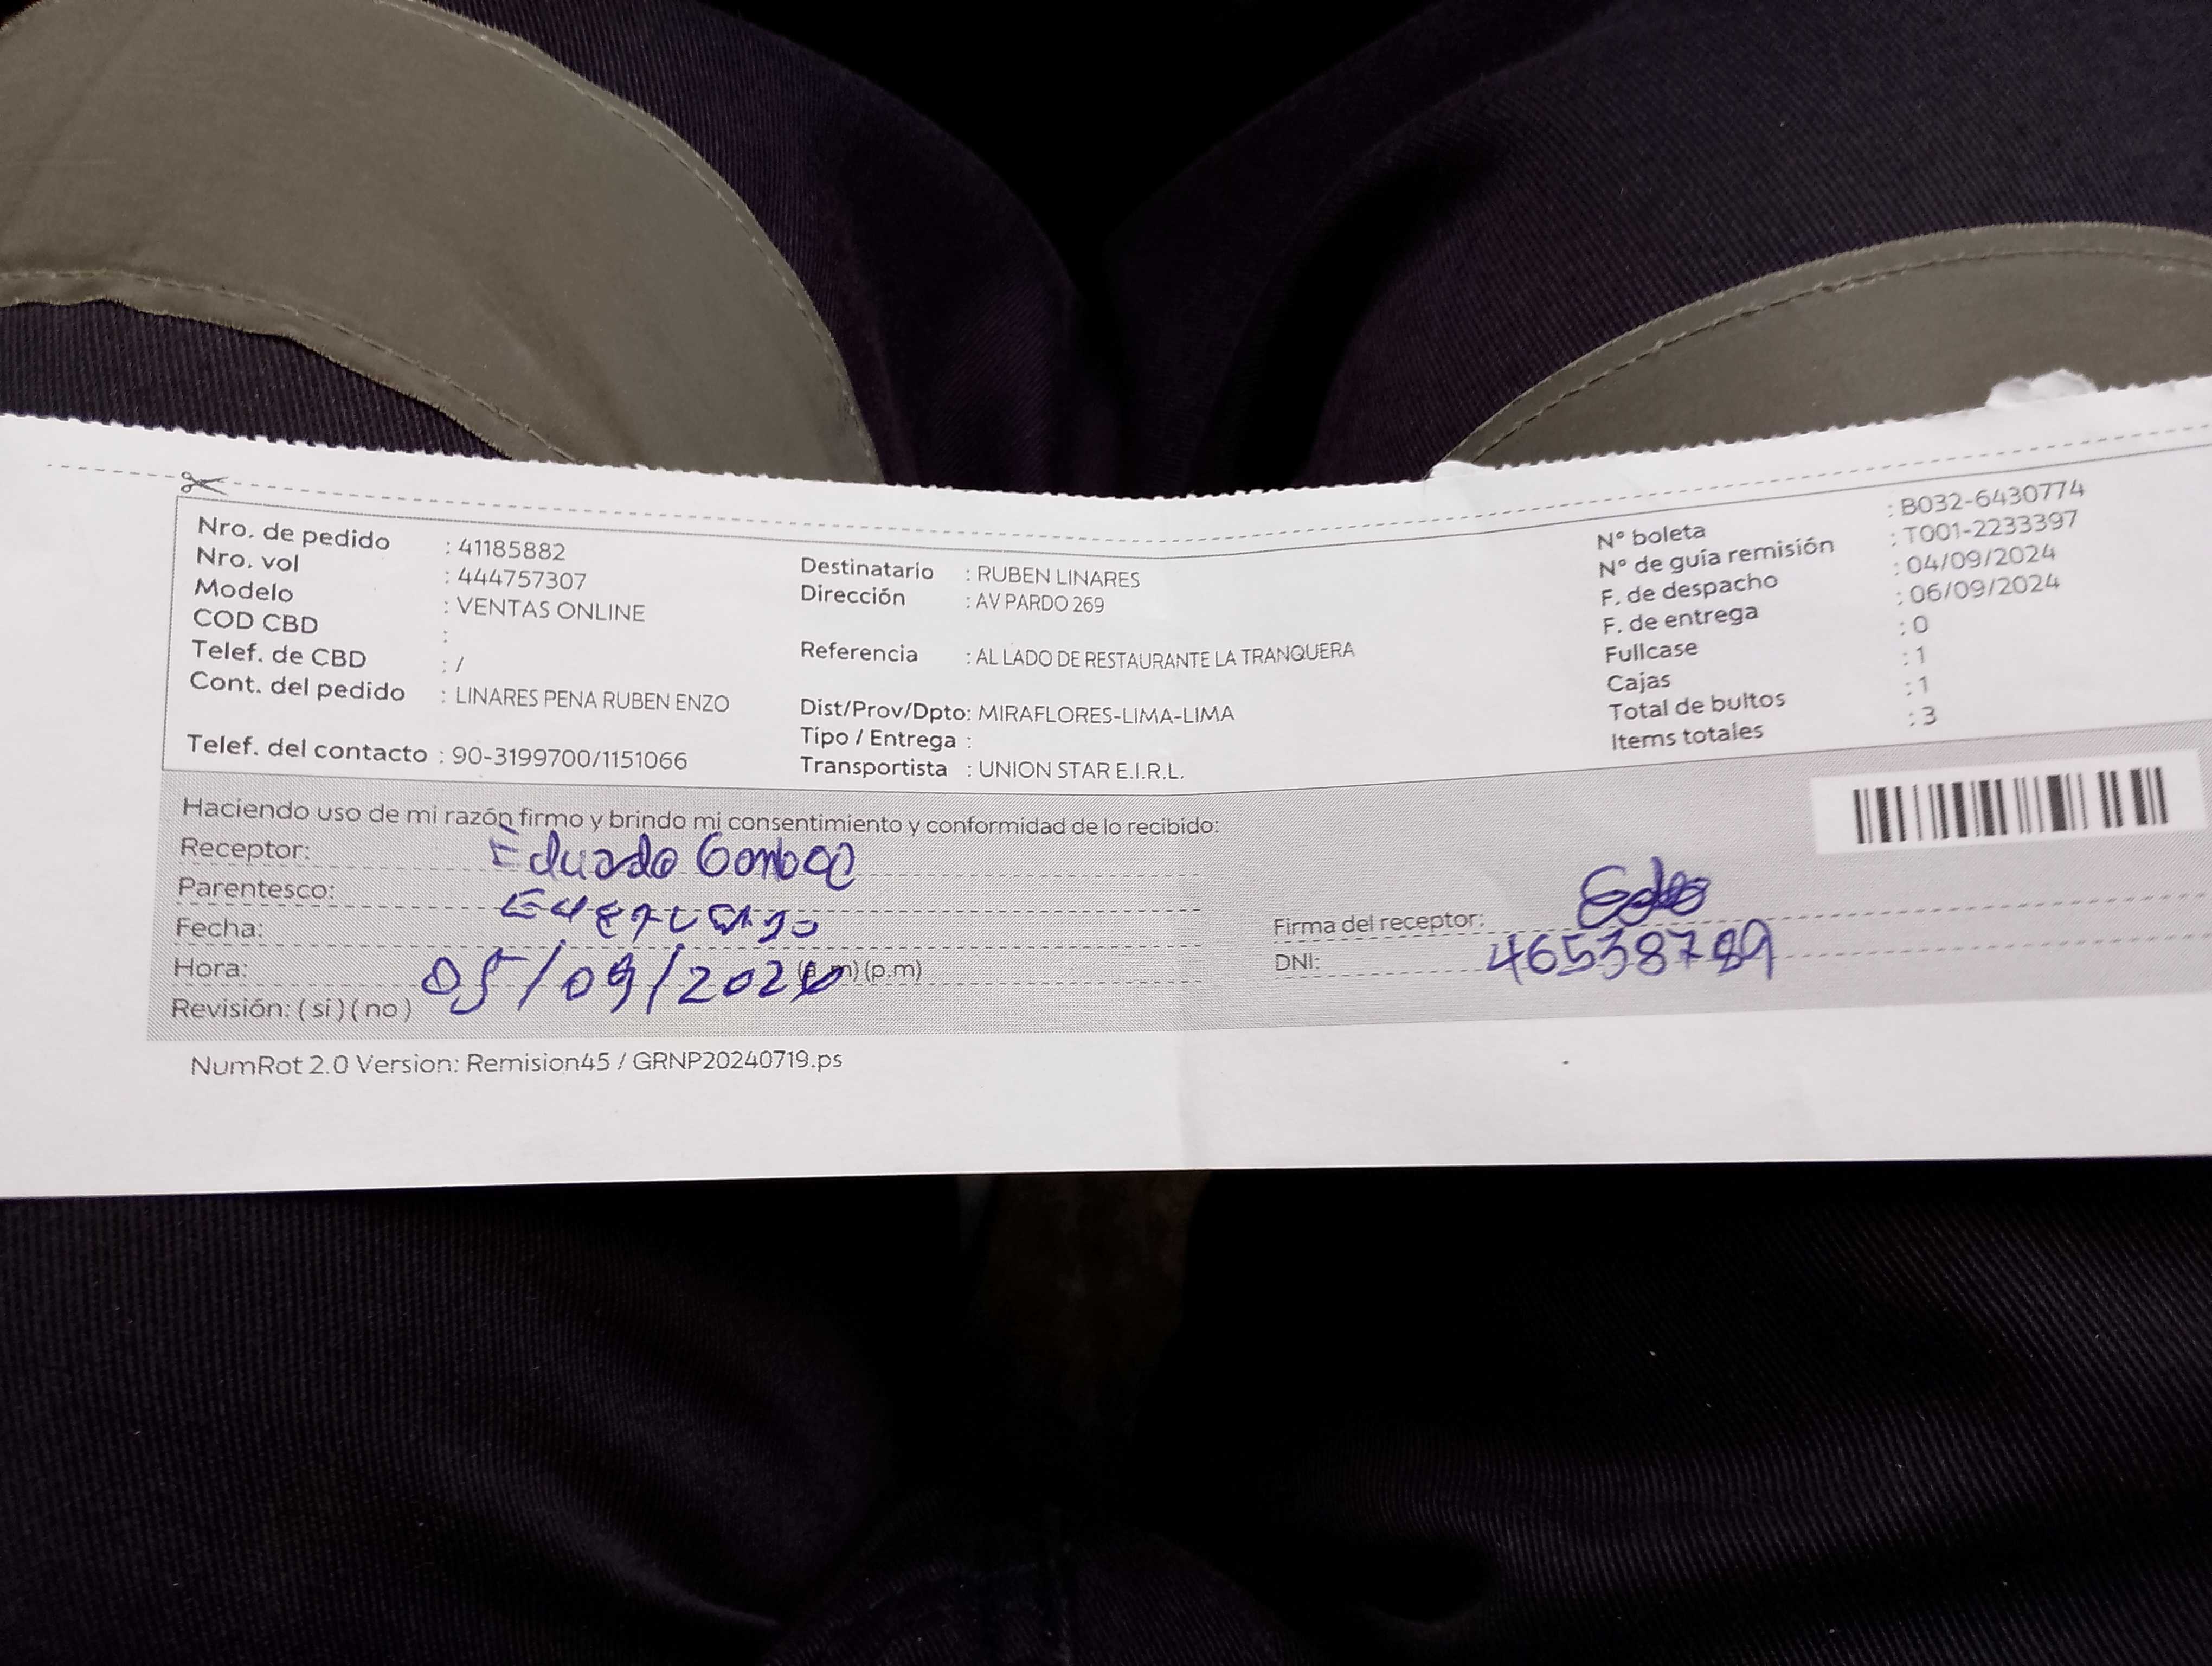 Nro. de pedido : 41185882
Nro. vol : 444757307
Modelo : VENTAS ONLINE
COD CBD :
Telef. de CBD : /
Cont. del pedido : LINARES PENA RUBEN ENZO
Telef. del contacto : 90-3199700/1151066
Destinatario : RUBEN LINARES
Dirección : AV PARDO 269
Referencia : AL LADO DE RESTAURANTE LA TRANQUERA
Dist/Prov/Dpto: MIRAFLORES-LIMA-LIMA
Tipo / Entrega :
Transportista : UNION STAR E.I.R.L.
N° boleta : B032-6430774
N° de guía remisión : T001-2233397
F. de despacho : 04/09/2024
F. de entrega : 06/09/2024
Fullcase : 0
Cajas : 1
Total de bultos : 1
Items totales : 3
Haciendo uso de mi razón firmo y brindo mi consentimiento y conformidad de lo recibido:
Receptor: Eduardo
Parentesco:
Fecha:
Hora: 05/09/2024 (a.m) (p.m)
Revisión: ( si ) ( no )
Firma del receptor:
DNI:
NumRot 2.0 Version: Remision45 / GRNP20240719.ps